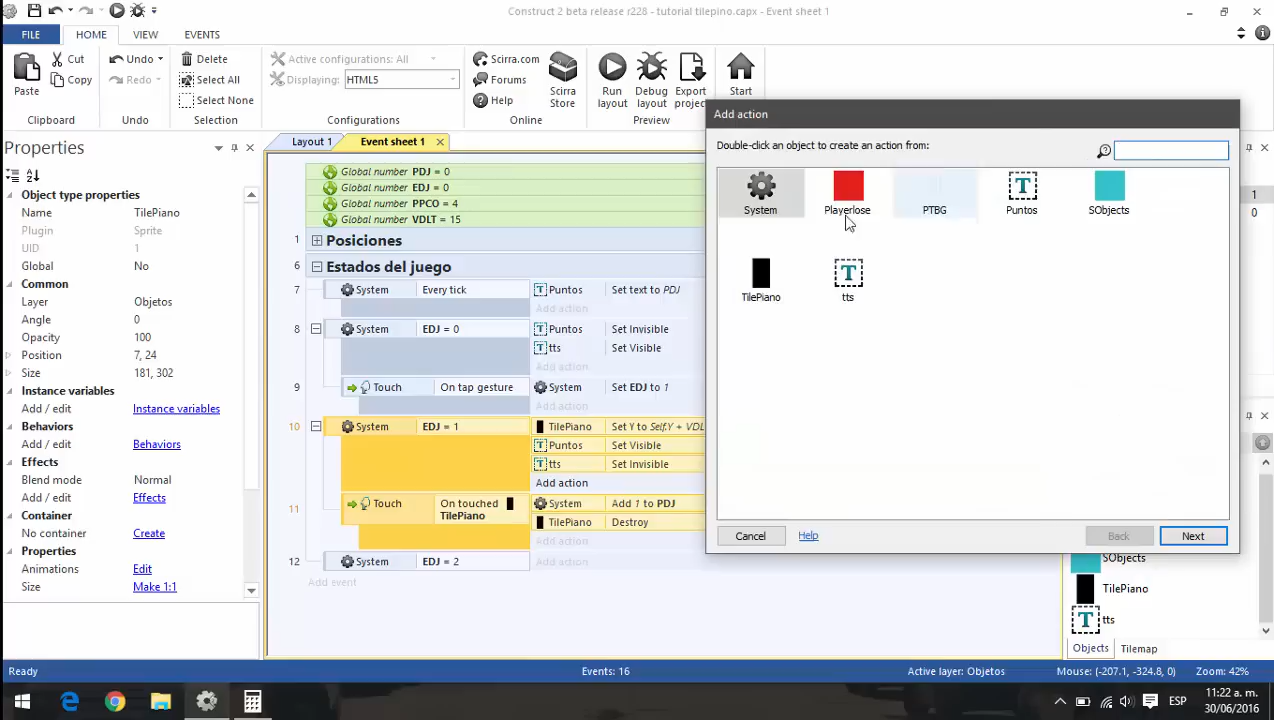 Construct 2 beta release r228 - tutorial tilepino.capx - Event sheet 1
FILE HOME VIEW EVENTS
Paste Cut Copy Clipboard
Undo Redo Undo
Delete Select All Select None Selection
Active configurations: All
Displaying: HTML5
Configurations
Scirra.com Forums Help Scirra Store Online
Run layout Debug layout Export projec Preview
Start
Properties
Object type properties
Name TilePiano
Plugin Sprite
UID 1
Global No
Common
Layer Objetos
Angle 0
Opacity 100
Position 7, 24
Size 181, 302
Instance variables
Add / edit Instance variables
Behaviors
Add / edit Behaviors
Effects
Blend mode Normal
Add / edit Effects
Container
No container Create
Properties
Animations Edit
Size Make 1:1
Layout 1 Event sheet 1
Global number PDJ = 0
Global number EDJ = 0
Global number PPCO = 4
Global number VDLT = 15
1 Posiciones
6 Estados del juego
7 System Every tick Puntos Set text to PDJ
Add action
8 System EDJ = 0 Puntos Set Invisible
tts Set Visible
Add action
9 Touch On tap gesture System Set EDJ to 1
Add action
10 System EDJ = 1 TilePiano Set Y to Self.Y + VDL
Puntos Set Visible
tts Set Invisible
Add action
11 Touch On touched TilePiano System Add 1 to PDJ
TilePiano Destroy
Add action
12 System EDJ = 2 Add action
Add event
Add action
Double-click an object to create an action from:
System Playerlose PTBG Puntos SObjects
TilePiano tts
Cancel Help Back Next
1
0
SObjects
TilePiano
tts
Objects Tilemap
Ready Events: 16 Active layer: Objetos Mouse: (-207.1, -324.8, 0) Zoom: 42%
ESP 11:22 a. m.
30/06/2016